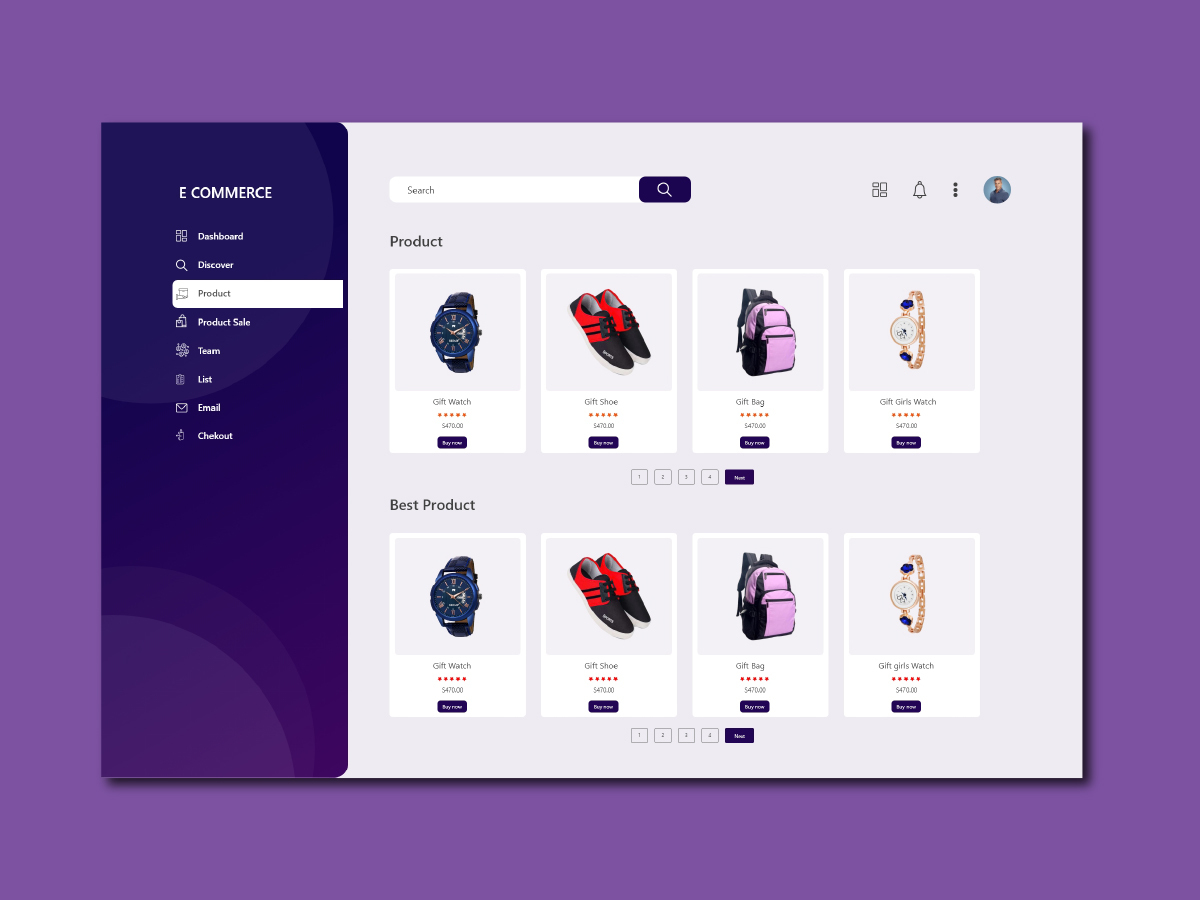 E COMMERCE
Dashboard
Discover
Product
Product Sale
Team
List
Email
Chekout
Search
Product
Gift Watch
$470.00
Buy now
Gift Shoe
$470.00
Buy now
Gift Bag
$470.00
Buy now
Gift Girls Watch
$470.00
Buy now
1 2 3 4 Next
Best Product
Gift Watch
$470.00
Buy now
Gift Shoe
$470.00
Buy now
Gift Bag
$470.00
Buy now
Gift girls Watch
$470.00
Buy now
1 2 3 4 Next